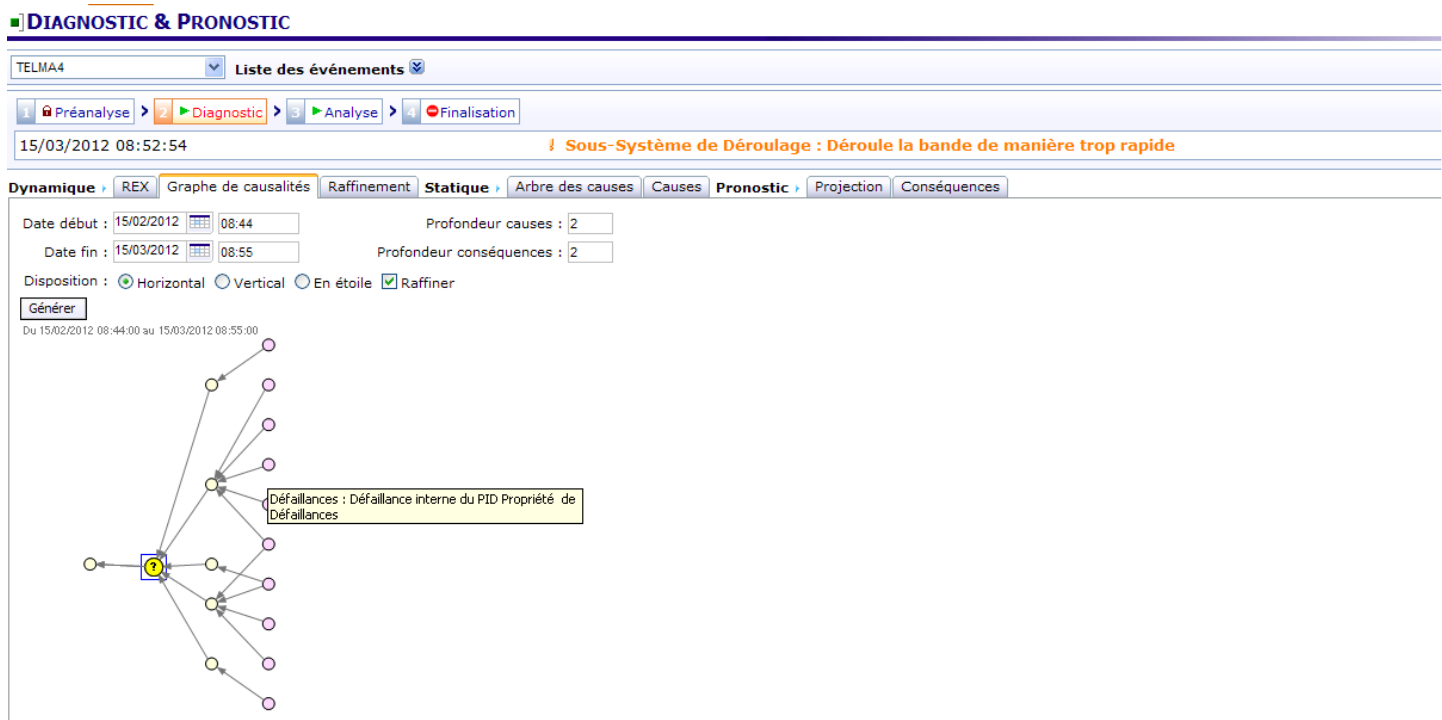 DIAGNOSTIC & PRONOSTIC
TELMA4 Liste des événements
1 Préanalyse > 2 Diagnostic > 3 Analyse > 4 Finalisation
15/03/2012 08:52:54 ! Sous-Système de Déroulage : Déroule la bande de manière trop rapide
Dynamique REX Graphe de causalités Raffinement Statique Arbre des causes Causes Pronostic Projection Conséquences
Date début : 15/02/2012 08:44 Profondeur causes : 2
Date fin : 15/03/2012 08:55 Profondeur conséquences : 2
Disposition : Horizontal Vertical En étoile Raffiner
Générer
Du 15/02/2012 08:44:00 au 15/03/2012 08:55:00
Défaillances : Défaillance interne du PID Propriété de
Défaillances
?